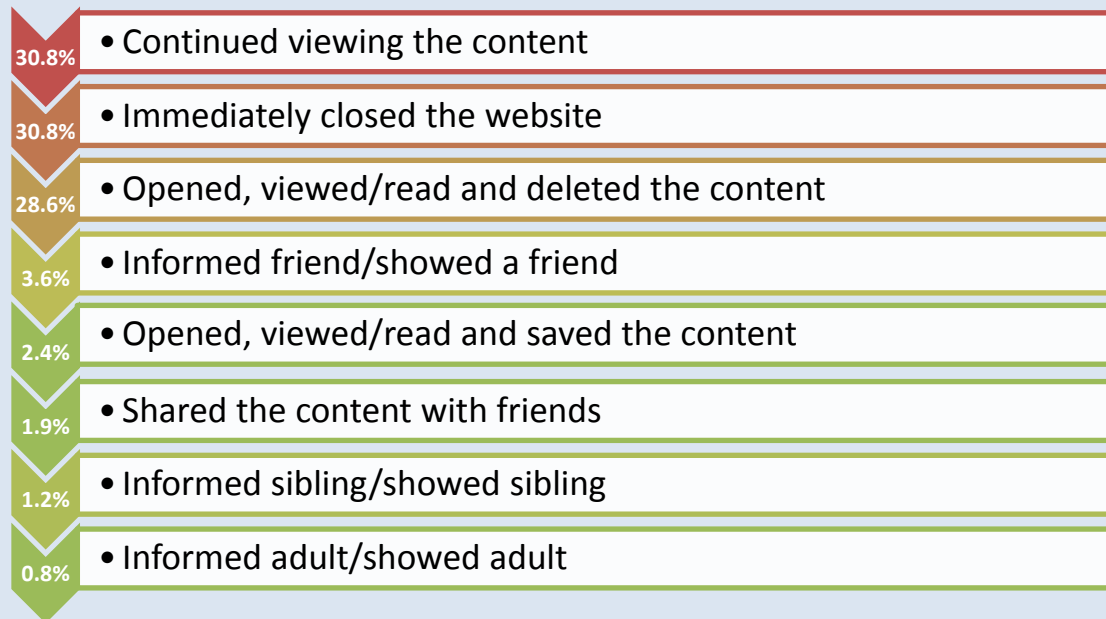 30.8% • Continued viewing the content
30.8% • Immediately closed the website
28.6% • Opened, viewed/read and deleted the content
3.6% • Informed friend/showed a friend
2.4% • Opened, viewed/read and saved the content
1.9% • Shared the content with friends
1.2% • Informed sibling/showed sibling
0.8% • Informed adult/showed adult